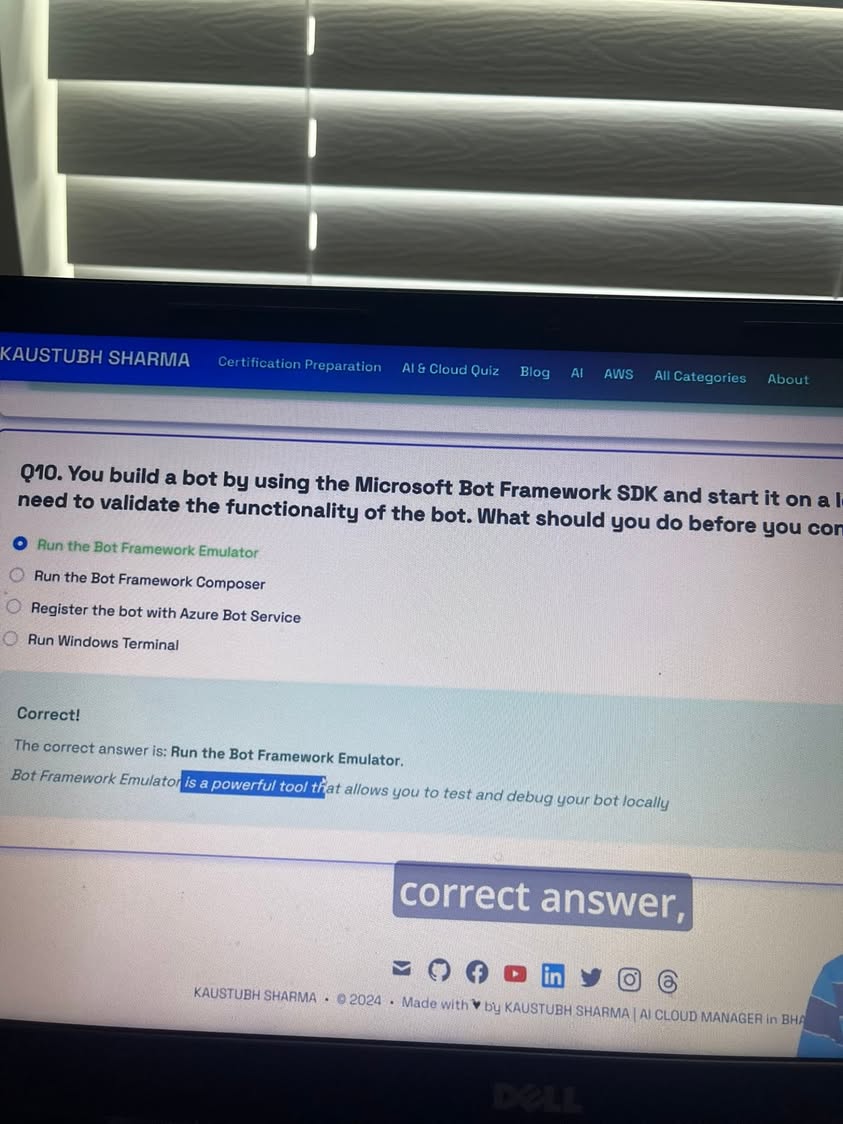 KAUSTUBH SHARMA Certification Preparation AI & Cloud Quiz Blog AI AWS All Categories About
Q10. You build a bot by using the Microsoft Bot Framework SDK and start it on a l
need to validate the functionality of the bot. What should you do before you con
Run the Bot Framework Emulator
Run the Bot Framework Composer
Register the bot with Azure Bot Service
Run Windows Terminal
Correct!
The correct answer is: Run the Bot Framework Emulator.
Bot Framework Emulator is a powerful tool that allows you to test and debug your bot locally
correct answer,
in
KAUSTUBH SHARMA • © 2024 • Made with ♥ by KAUSTUBH SHARMA | AI CLOUD MANAGER in BHA
DELL